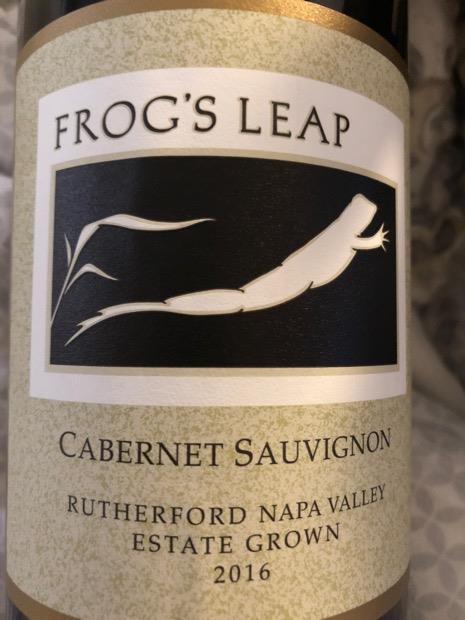 FROG'S LEAP
CABERNET SAUVIGNON
RUTHERFORD NAPA VALLEY
ESTATE GROWN
2016